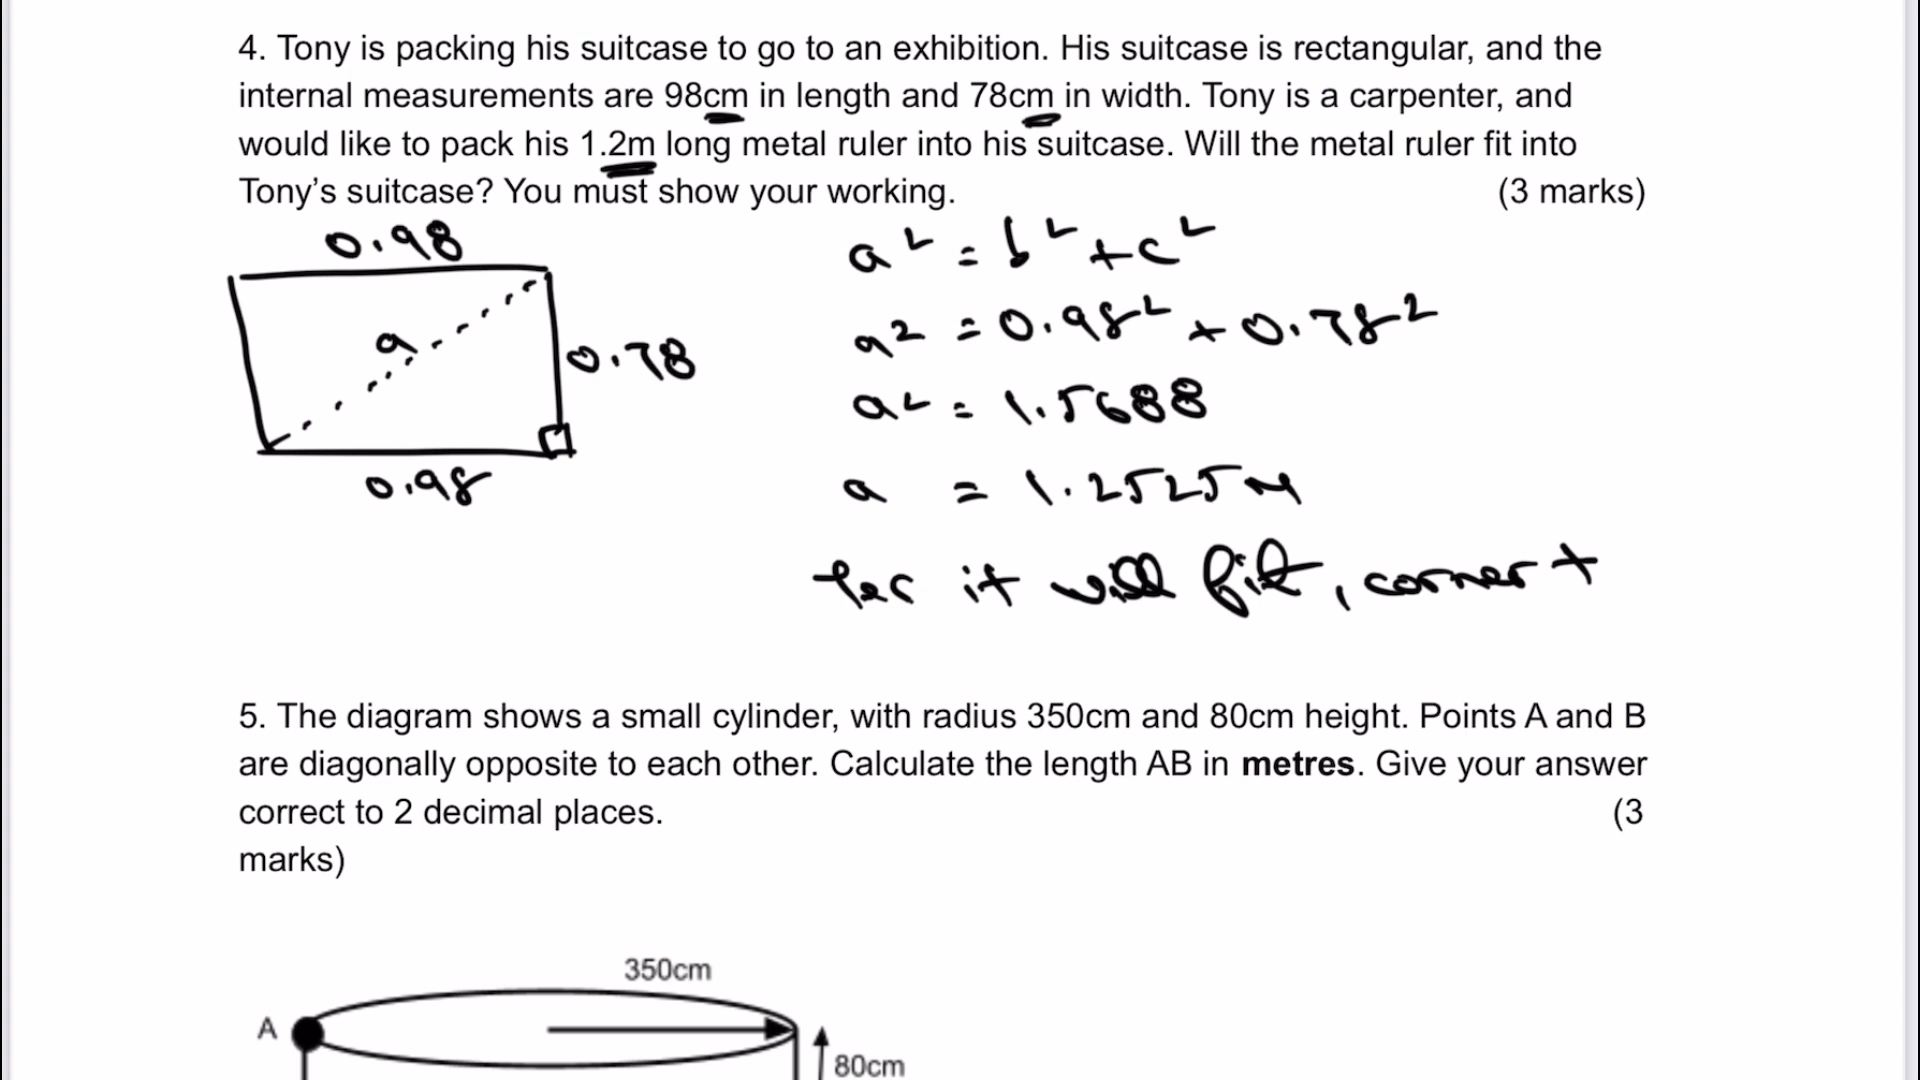 4. Tony is packing his suitcase to go to an exhibition. His suitcase is rectangular, and the
internal measurements are 98cm in length and 78cm in width. Tony is a carpenter, and
would like to pack his 1.2m long metal ruler into his suitcase. Will the metal ruler fit into
Tony’s suitcase? You must show your working. (3 marks)
0.98
a² = b² + c²
a² = 0.98² + 0.78²
a
0.78
a² = 1.5688
0.98
a = 1.2525m
Yes it will fit, corner t
5. The diagram shows a small cylinder, with radius 350cm and 80cm height. Points A and B
are diagonally opposite to each other. Calculate the length AB in metres. Give your answer
correct to 2 decimal places. (3
marks)
350cm
A
80cm